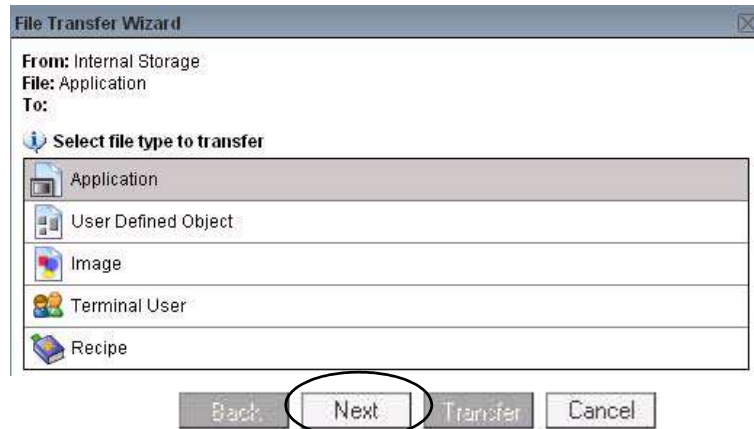 File Transfer Wizard
From: Internal Storage
File: Application
To:
Select file type to transfer
Application
User Defined Object
Image
Terminal User
Recipe
Back Next Transfer Cancel